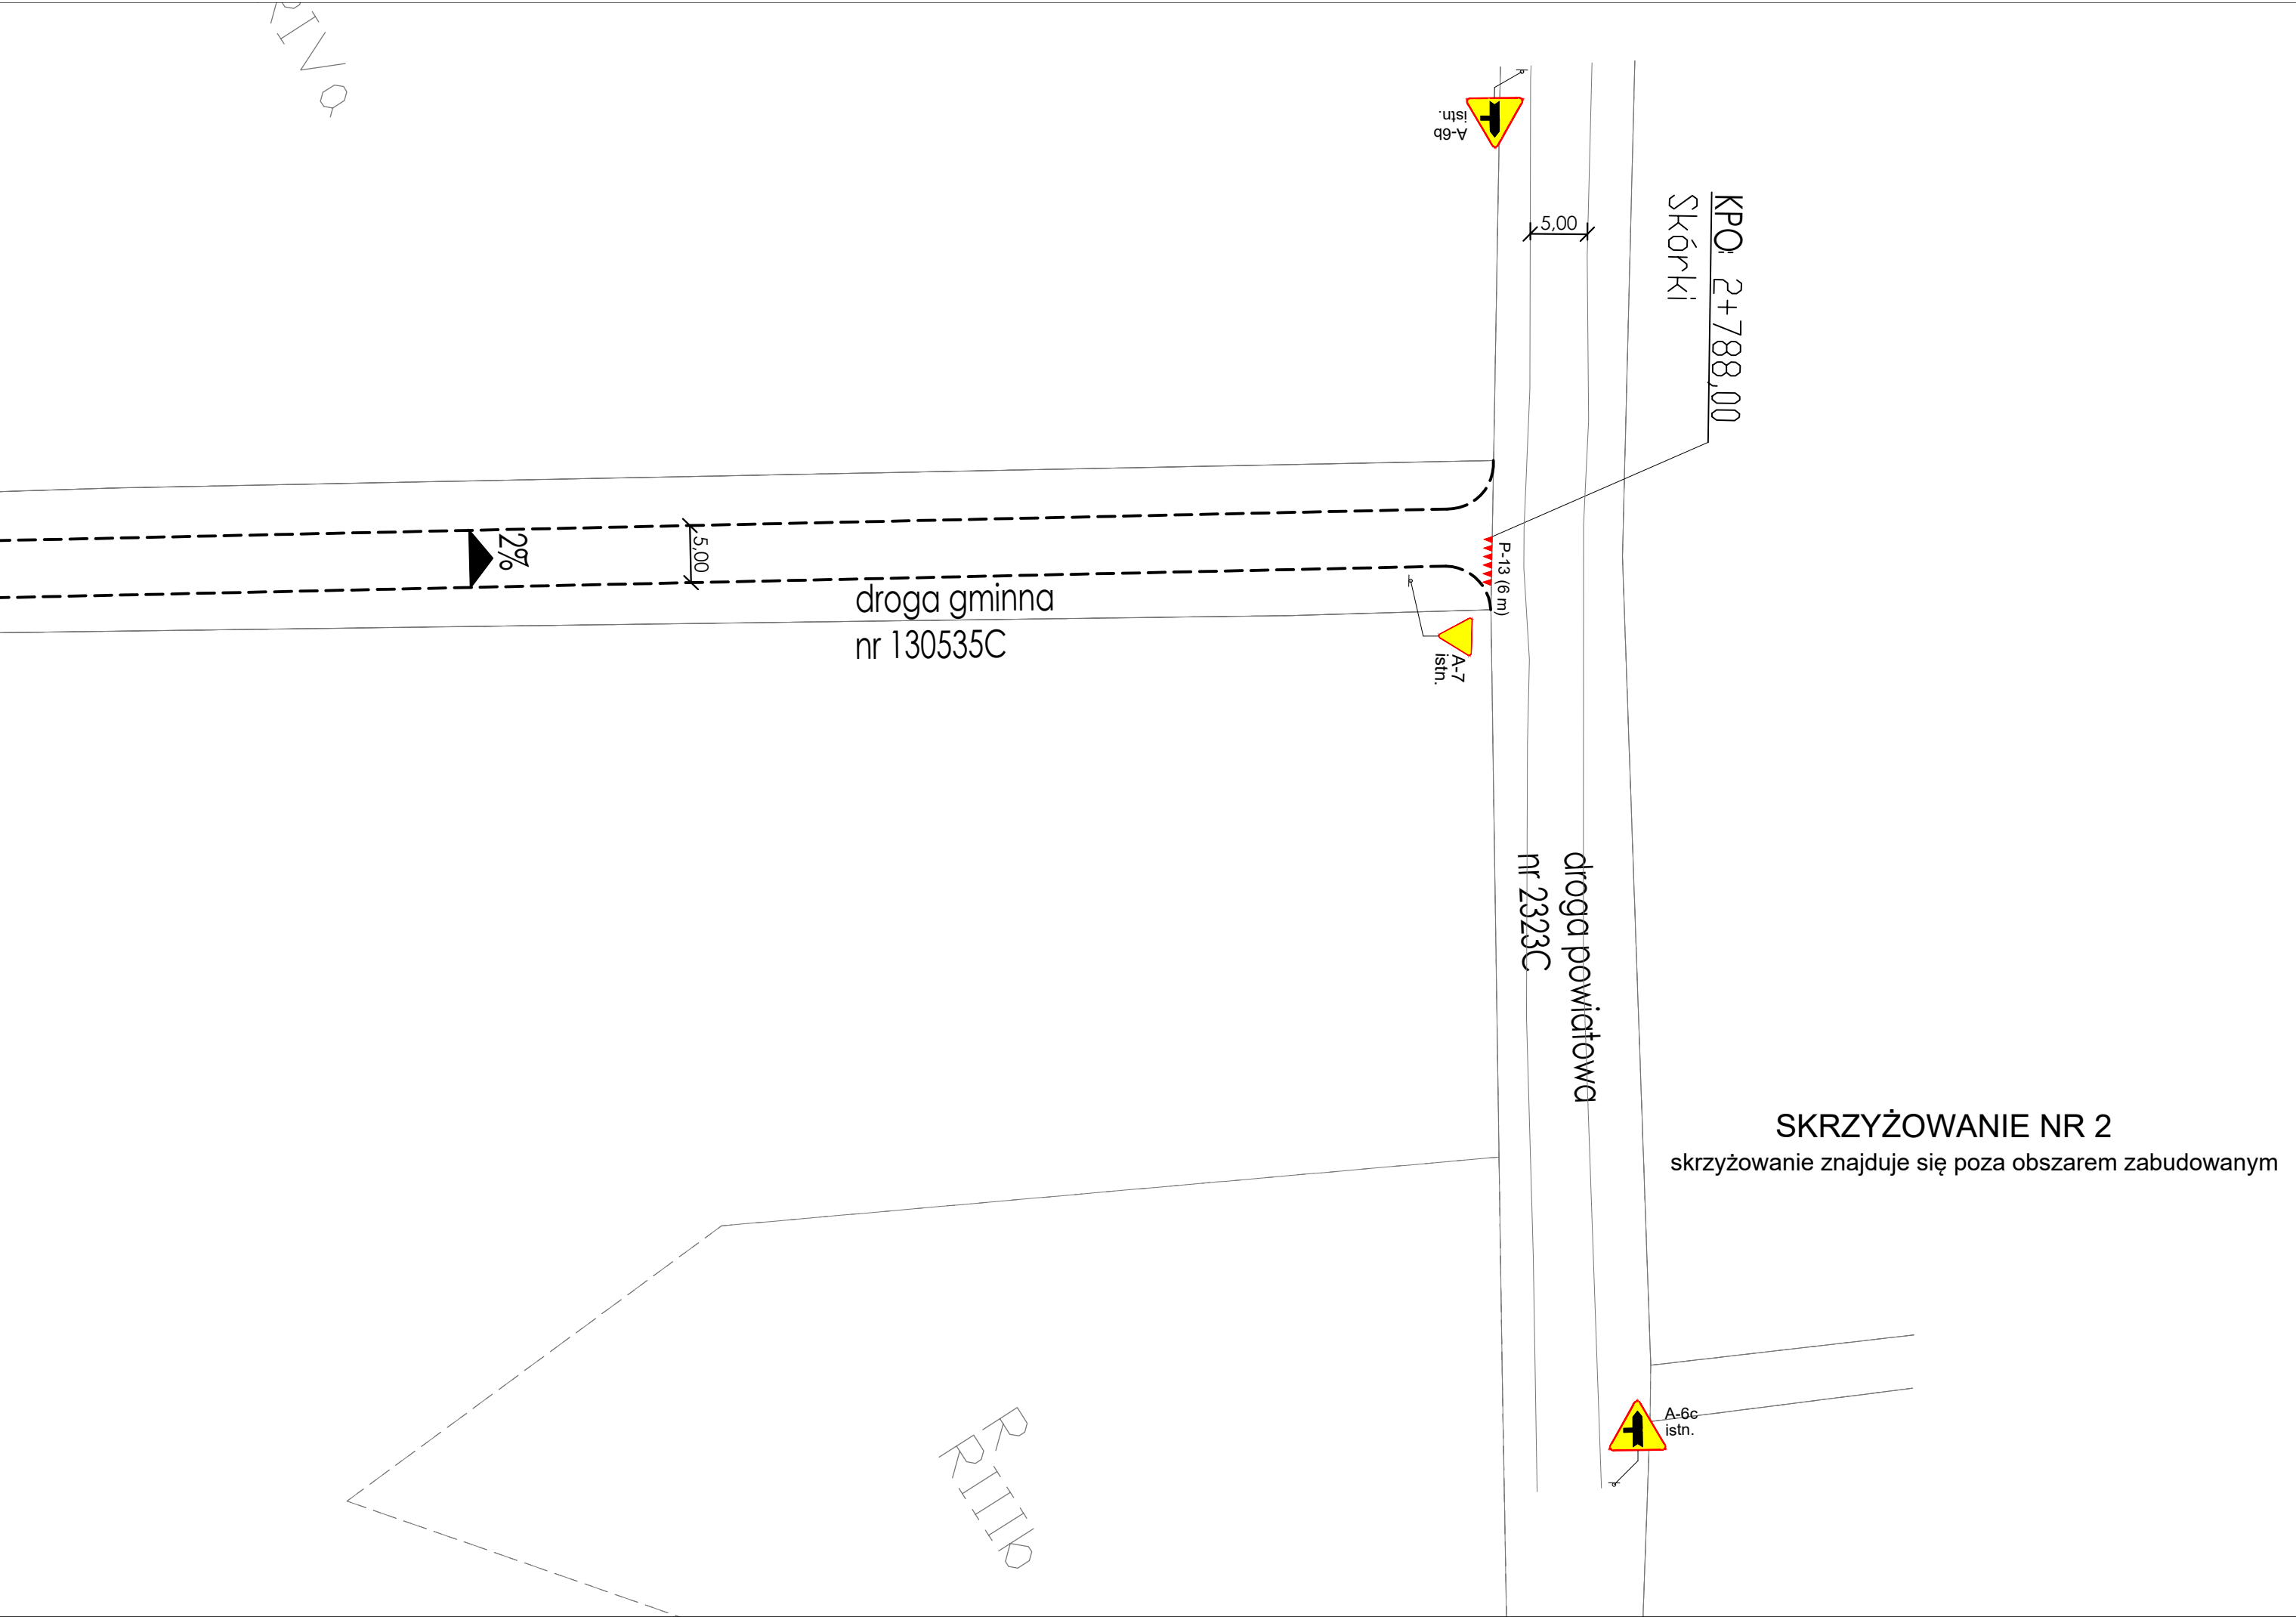 RIVb
A-6b
istn.
5,00
KPO: 2+788,00
Skórki
2%
5,00
P-13 (6 m)
droga gminna
nr 130535C
A-7
istn.
droga powiatowa
nr 2323C
SKRZYŻOWANIE NR 2
skrzyżowanie znajduje się poza obszarem zabudowanym
A-6c
istn.
R
RIIIb